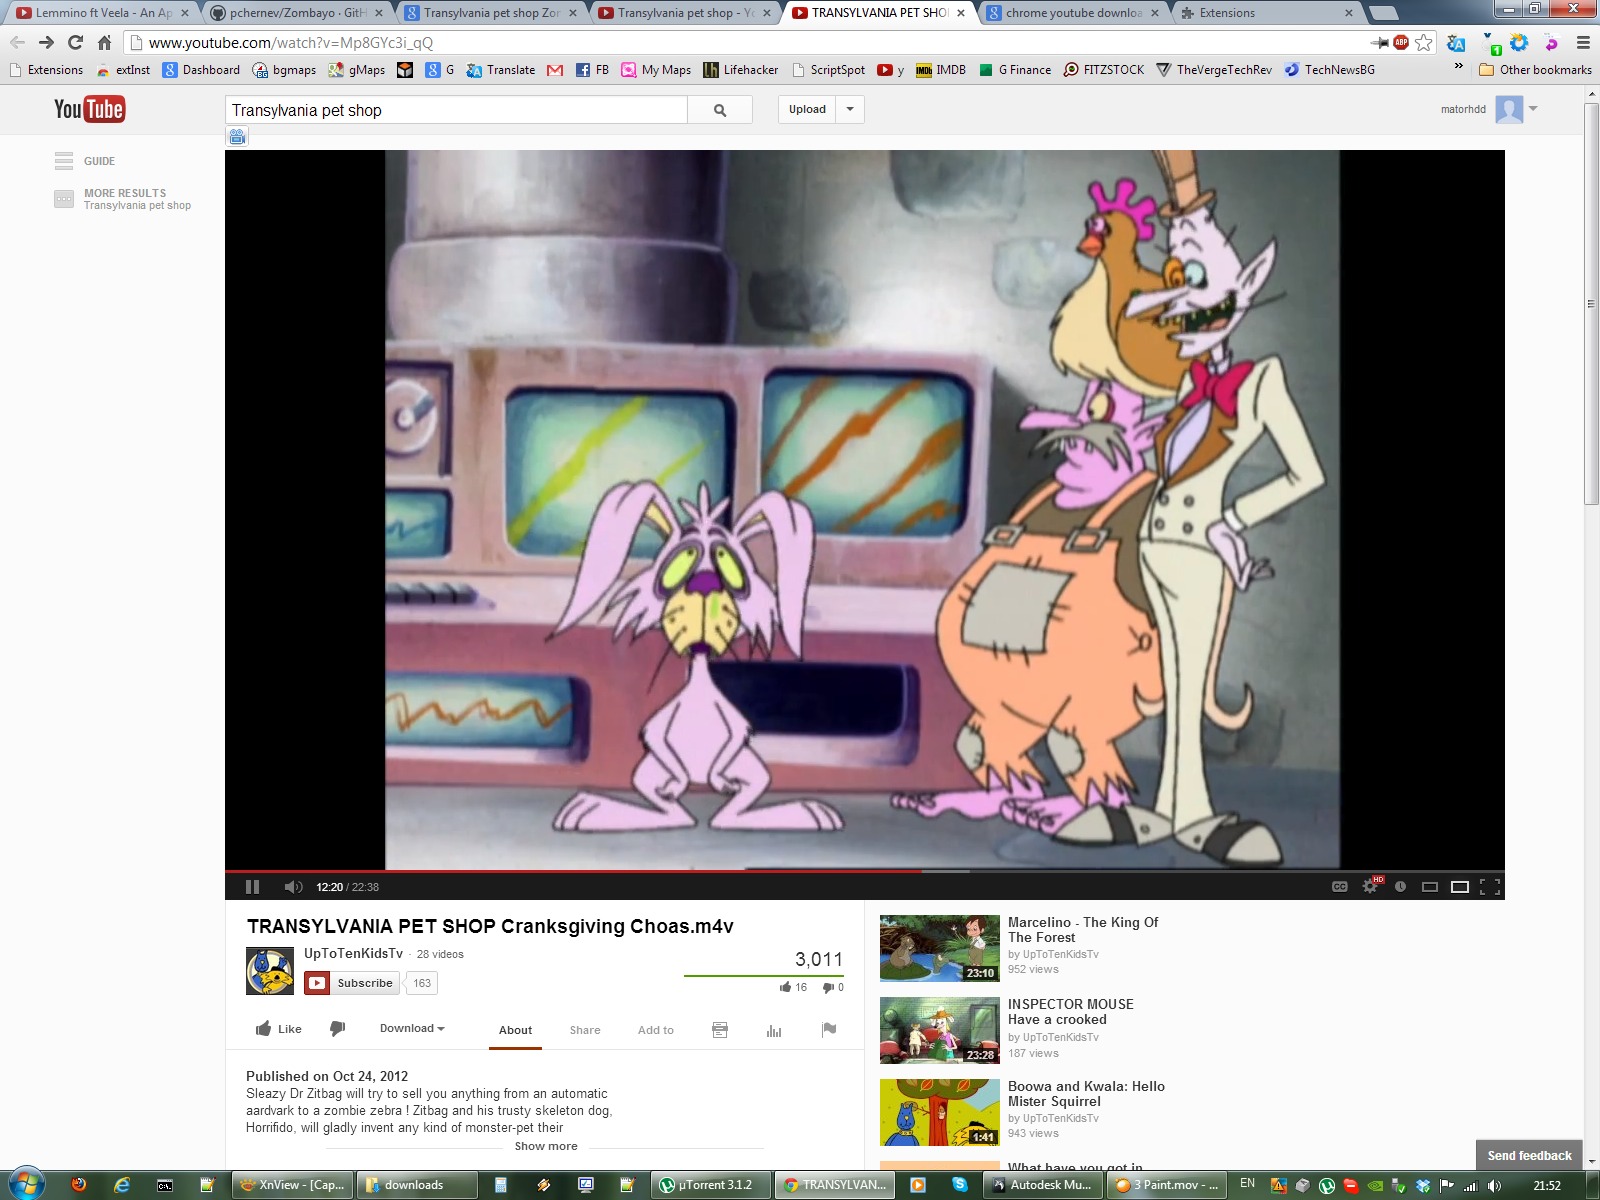 Lemmino ft Veela - An Ap
pchernev/Zombayo · GitH
Transylvania pet shop Zor
Transylvania pet shop - Yo
TRANSYLVANIA PET SHO
chrome youtube downloa
Extensions
www.youtube.com/watch?v=Mp8GYc3i_qQ
ABP
1
Extensions
extInst
Dashboard
bgmaps
gMaps
G
Translate
FB
My Maps
Lifehacker
ScriptSpot
y
IMDB
G Finance
FITZSTOCK
TheVergeTechRev
TechNewsBG
»
Other bookmarks
YouTube
Transylvania pet shop
Upload
matorhdd
GUIDE
MORE RESULTS
Transylvania pet shop
12:20 / 22:38
CC
HD
TRANSYLVANIA PET SHOP Cranksgiving Choas.m4v
UpToTenKidsTv · 28 videos
Subscribe
163
3,011
16
0
Like
Download
About
Share
Add to
Published on Oct 24, 2012
Sleazy Dr Zitbag will try to sell you anything from an automatic
aardvark to a zombie zebra ! Zitbag and his trusty skeleton dog,
Horrifido, will gladly invent any kind of monster-pet their
Show more
23:10
Marcelino - The King Of
The Forest
by UpToTenKidsTv
952 views
23:28
INSPECTOR MOUSE
Have a crooked
by UpToTenKidsTv
187 views
1:41
Boowa and Kwala: Hello
Mister Squirrel
by UpToTenKidsTv
943 views
What have you got in
Send feedback
XnView - [Cap...
downloads
µTorrent 3.1.2
TRANSYLVAN...
Autodesk Mu...
3 Paint.mov - ...
EN
21:52